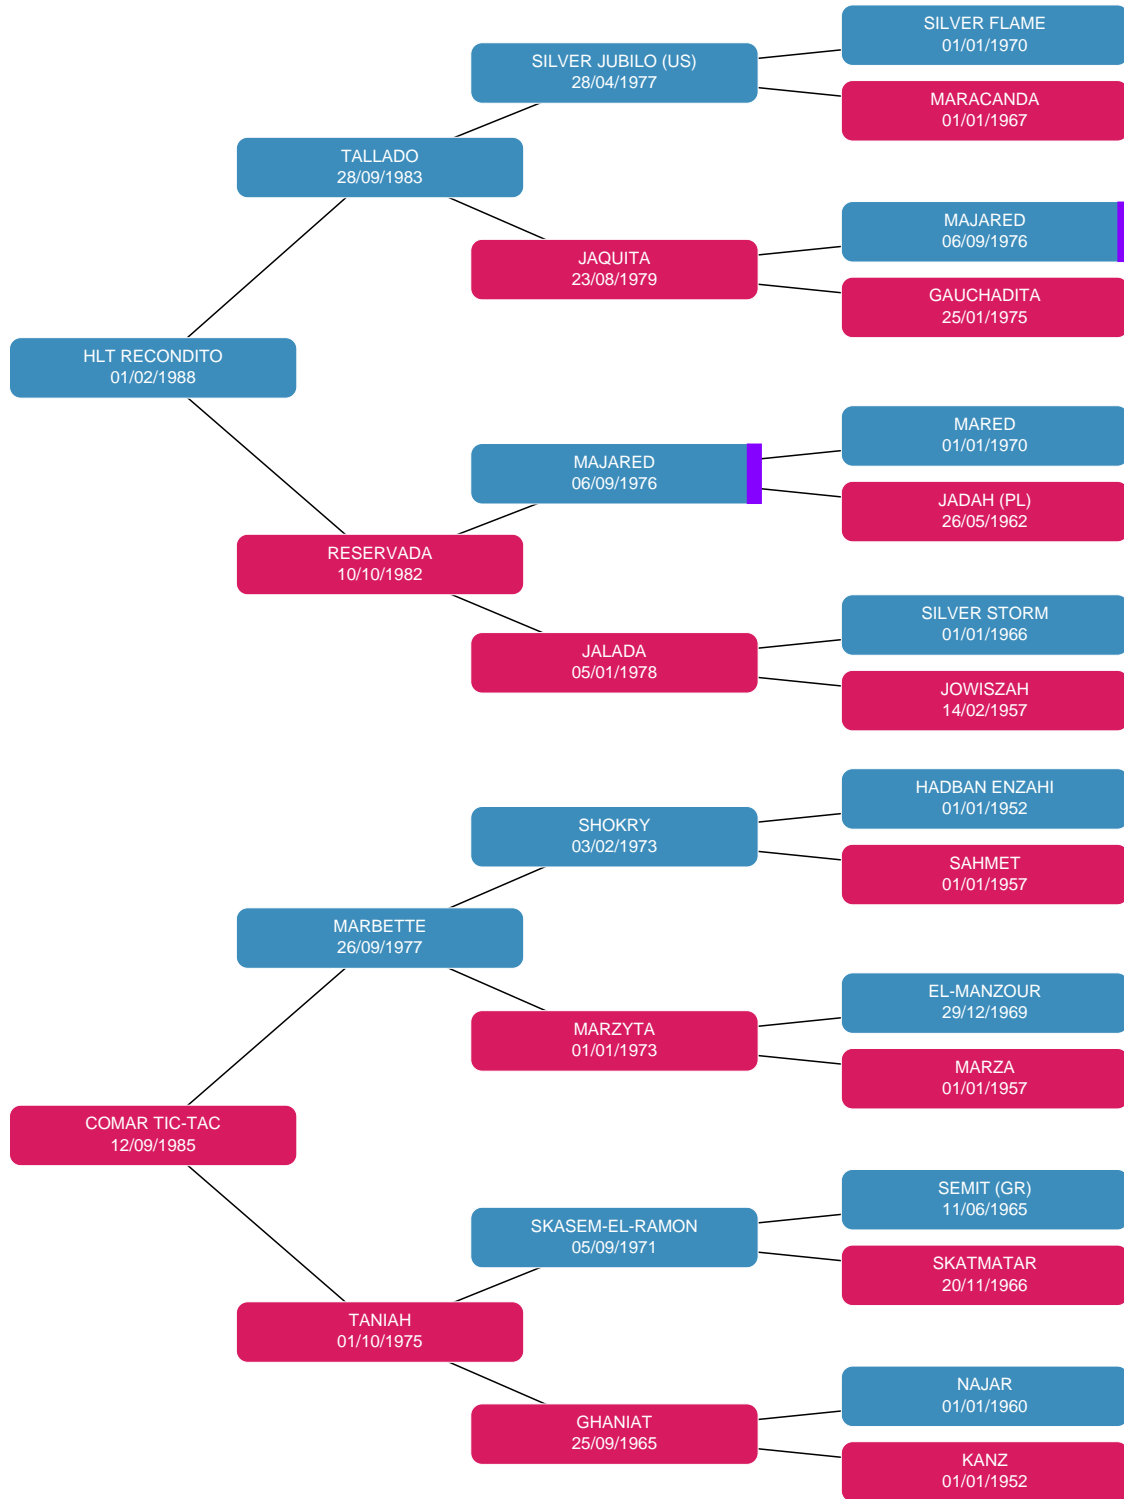 SILVER FLAME
01/01/1970
SILVER JUBILO (US)
28/04/1977
MARACANDA
01/01/1967
TALLADO
28/09/1983
MAJARED
06/09/1976
JAQUITA
23/08/1979
GAUCHADITA
25/01/1975
HLT RECONDITO
01/02/1988
MARED
01/01/1970
MAJARED
06/09/1976
JADAH (PL)
26/05/1962
RESERVADA
10/10/1982
SILVER STORM
01/01/1966
JALADA
05/01/1978
JOWISZAH
14/02/1957
HADBAN ENZAHI
01/01/1952
SHOKRY
03/02/1973
SAHMET
01/01/1957
MARBETTE
26/09/1977
EL-MANZOUR
29/12/1969
MARZYTA
01/01/1973
MARZA
01/01/1957
COMAR TIC-TAC
12/09/1985
SEMIT (GR)
11/06/1965
SKASEM-EL-RAMON
05/09/1971
SKATMATAR
20/11/1966
TANIAH
01/10/1975
NAJAR
01/01/1960
GHANIAT
25/09/1965
KANZ
01/01/1952